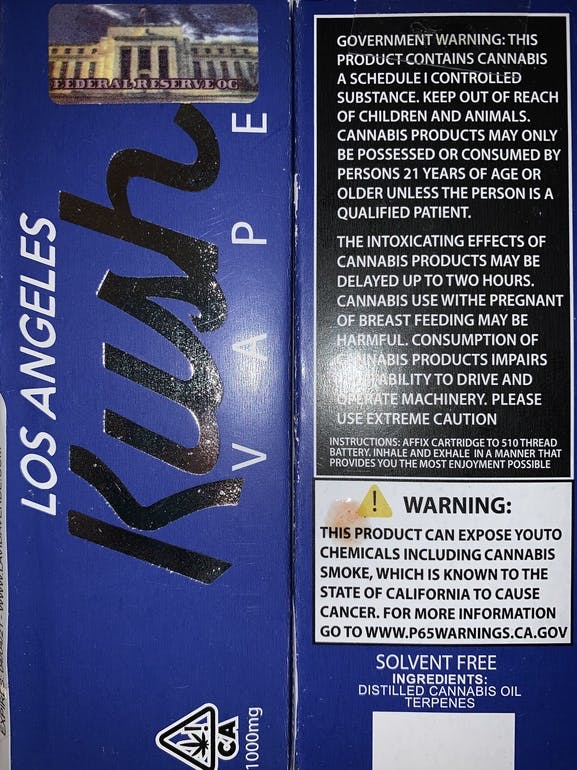 FEDERAL RESERVE OG
LOS ANGELES
Kush
VAPE
CA
1000mg
GOVERNMENT WARNING: THIS
PRODUCT CONTAINS CANNABIS
A SCHEDULE I CONTROLLED
SUBSTANCE. KEEP OUT OF REACH
OF CHILDREN AND ANIMALS.
CANNABIS PRODUCTS MAY ONLY
BE POSSESSED OR CONSUMED BY
PERSONS 21 YEARS OF AGE OR
OLDER UNLESS THE PERSON IS A
QUALIFIED PATIENT.
THE INTOXICATING EFFECTS OF
CANNABIS PRODUCTS MAY BE
DELAYED UP TO TWO HOURS.
CANNABIS USE WITHE PREGNANT
OF BREAST FEEDING MAY BE
HARMFUL. CONSUMPTION OF
CANNABIS PRODUCTS IMPAIRS
ABILITY TO DRIVE AND
OPERATE MACHINERY. PLEASE
USE EXTREME CAUTION
INSTRUCTIONS: AFFIX CARTRIDGE TO 510 THREAD
BATTERY. INHALE AND EXHALE IN A MANNER THAT
PROVIDES YOU THE MOST ENJOYMENT POSSIBLE
! WARNING:
THIS PRODUCT CAN EXPOSE YOUTO
CHEMICALS INCLUDING CANNABIS
SMOKE, WHICH IS KNOWN TO THE
STATE OF CALIFORNIA TO CAUSE
CANCER. FOR MORE INFORMATION
GO TO WWW.P65WARNINGS.CA.GOV
SOLVENT FREE
INGREDIENTS:
DISTILLED CANNABIS OIL
TERPENES